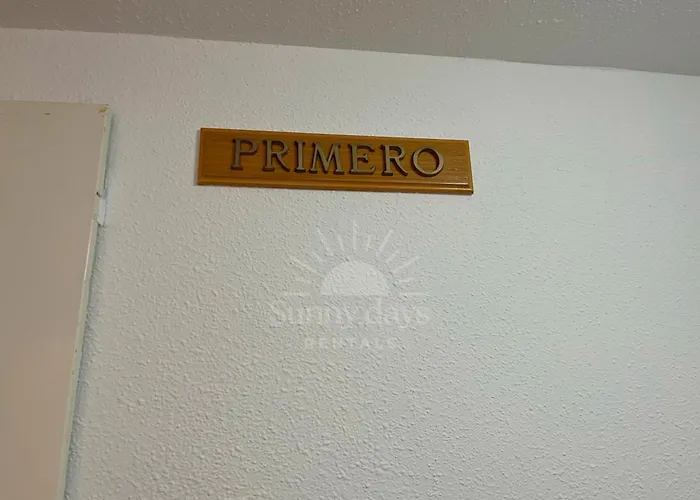 PRIMERO
Sunny days
RENTALS